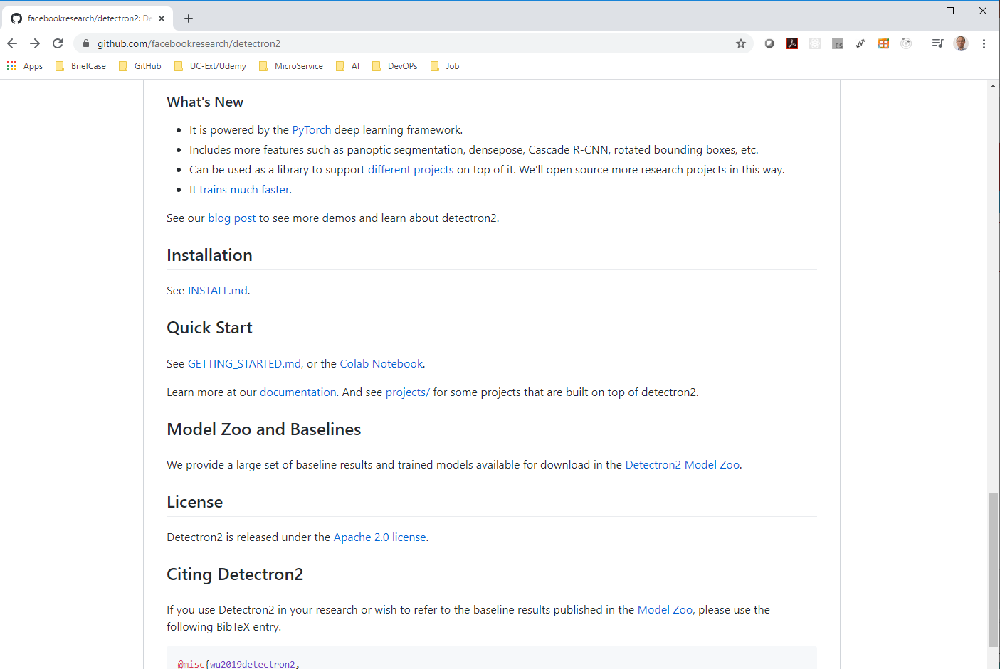 facebookresearch/detectron2: De
github.com/facebookresearch/detectron2
ES
Apps BriefCase GitHub UC-Ext/Udemy MicroService AI DevOPs Job
What's New
It is powered by the PyTorch deep learning framework.
Includes more features such as panoptic segmentation, densepose, Cascade R-CNN, rotated bounding boxes, etc.
Can be used as a library to support different projects on top of it. We'll open source more research projects in this way.
It trains much faster.
See our blog post to see more demos and learn about detectron2.
Installation
See INSTALL.md.
Quick Start
See GETTING_STARTED.md, or the Colab Notebook.
Learn more at our documentation. And see projects/ for some projects that are built on top of detectron2.
Model Zoo and Baselines
We provide a large set of baseline results and trained models available for download in the Detectron2 Model Zoo.
License
Detectron2 is released under the Apache 2.0 license.
Citing Detectron2
If you use Detectron2 in your research or wish to refer to the baseline results published in the Model Zoo, please use the
following BibTeX entry.
@misc{wu2019detectron2,